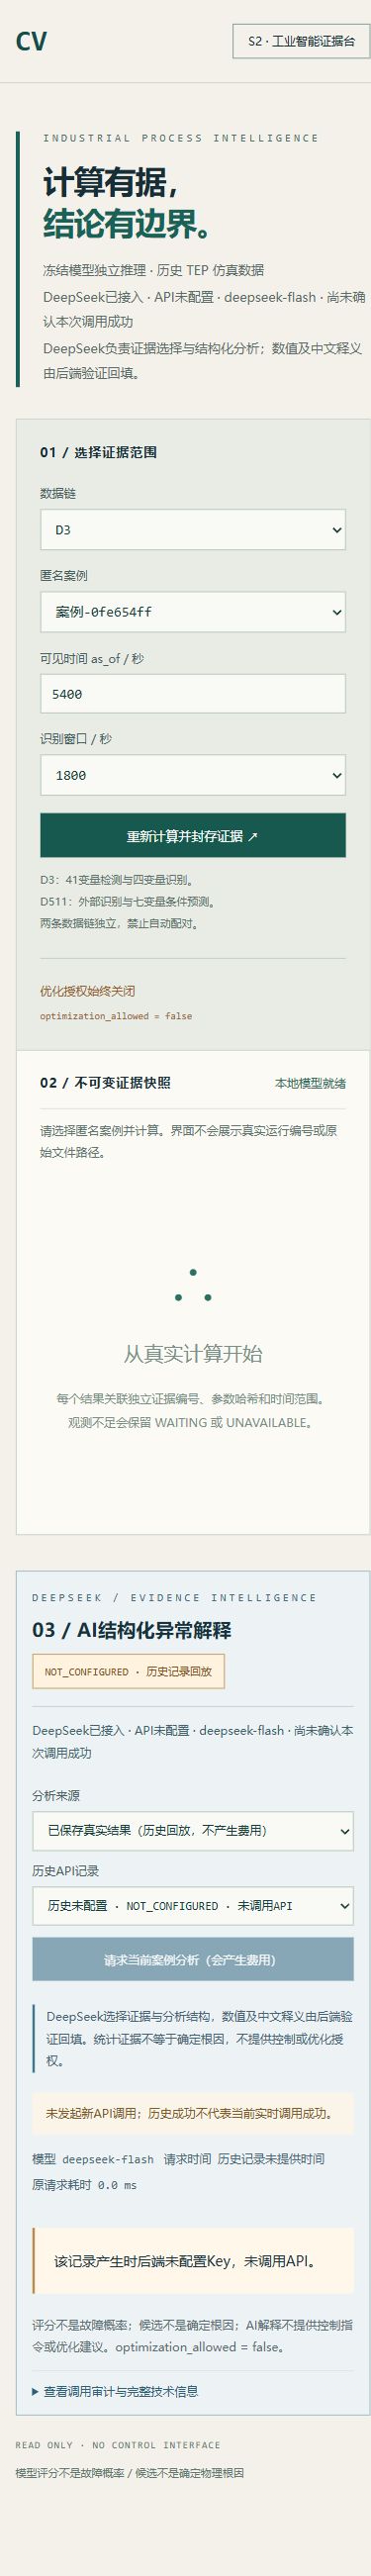 CV
S2 · 工业智能证据台
INDUSTRIAL PROCESS INTELLIGENCE
计算有据，
结论有边界。
冻结模型独立推理 · 历史 TEP 仿真数据
DeepSeek已接入 · API未配置 · deepseek-flash · 尚未确
认本次调用成功
DeepSeek负责证据选择与结构化分析；数值及中文释义
由后端验证回填。
01 / 选择证据范围
数据链
D3
匿名案例
案例-0fe654ff
可见时间 as_of / 秒
5400
识别窗口 / 秒
1800
重新计算并封存证据 ↗
D3：41变量检测与四变量识别。
D511：外部识别与七变量条件预测。
两条数据链独立，禁止自动配对。
优化授权始终关闭
optimization_allowed = false
02 / 不可变证据快照
本地模型就绪
请选择匿名案例并计算。界面不会展示真实运行编号或原
始文件路径。
从真实计算开始
每个结果关联独立证据编号、参数哈希和时间范围。
观测不足会保留 WAITING 或 UNAVAILABLE。
DEEPSEEK / EVIDENCE INTELLIGENCE
03 / AI结构化异常解释
NOT_CONFIGURED · 历史记录回放
DeepSeek已接入 · API未配置 · deepseek-flash · 尚未确认本
次调用成功
分析来源
已保存真实结果（历史回放，不产生费用）
历史API记录
历史未配置 · NOT_CONFIGURED · 未调用API
请求当前案例分析（会产生费用）
DeepSeek选择证据与分析结构，数值及中文释义由后端验
证回填。统计证据不等于确定根因，不提供控制或优化授
权。
未发起新API调用；历史成功不代表当前实时调用成功。
模型 deepseek-flash 请求时间 历史记录未提供时间
原请求耗时 0.0 ms
该记录产生时后端未配置Key，未调用API。
评分不是故障概率；候选不是确定根因；AI解释不提供控制指
令或优化建议。optimization_allowed = false。
▶ 查看调用审计与完整技术信息
READ ONLY · NO CONTROL INTERFACE
模型评分不是故障概率 / 候选不是确定物理根因